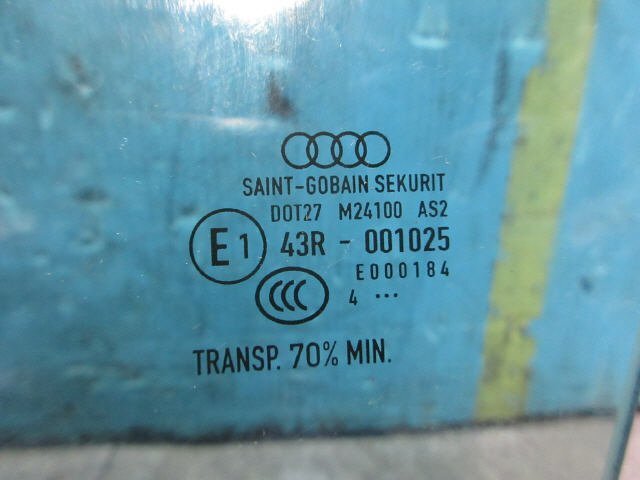 SAINT-GOBAIN SEKURIT
DOT27 M24100 AS2
E1 43R - 001025
E000184
CCC 4 ...
TRANSP. 70% MIN.